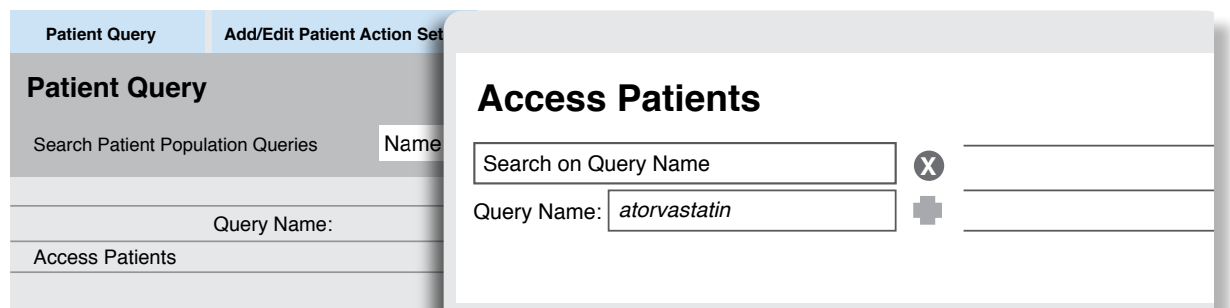 Patient Query
Add/Edit Patient Action Set
Patient Query
Search Patient Population Queries
Name
Query Name:
Access Patients
Access Patients
Search on Query Name
X
Query Name:
atorvastatin